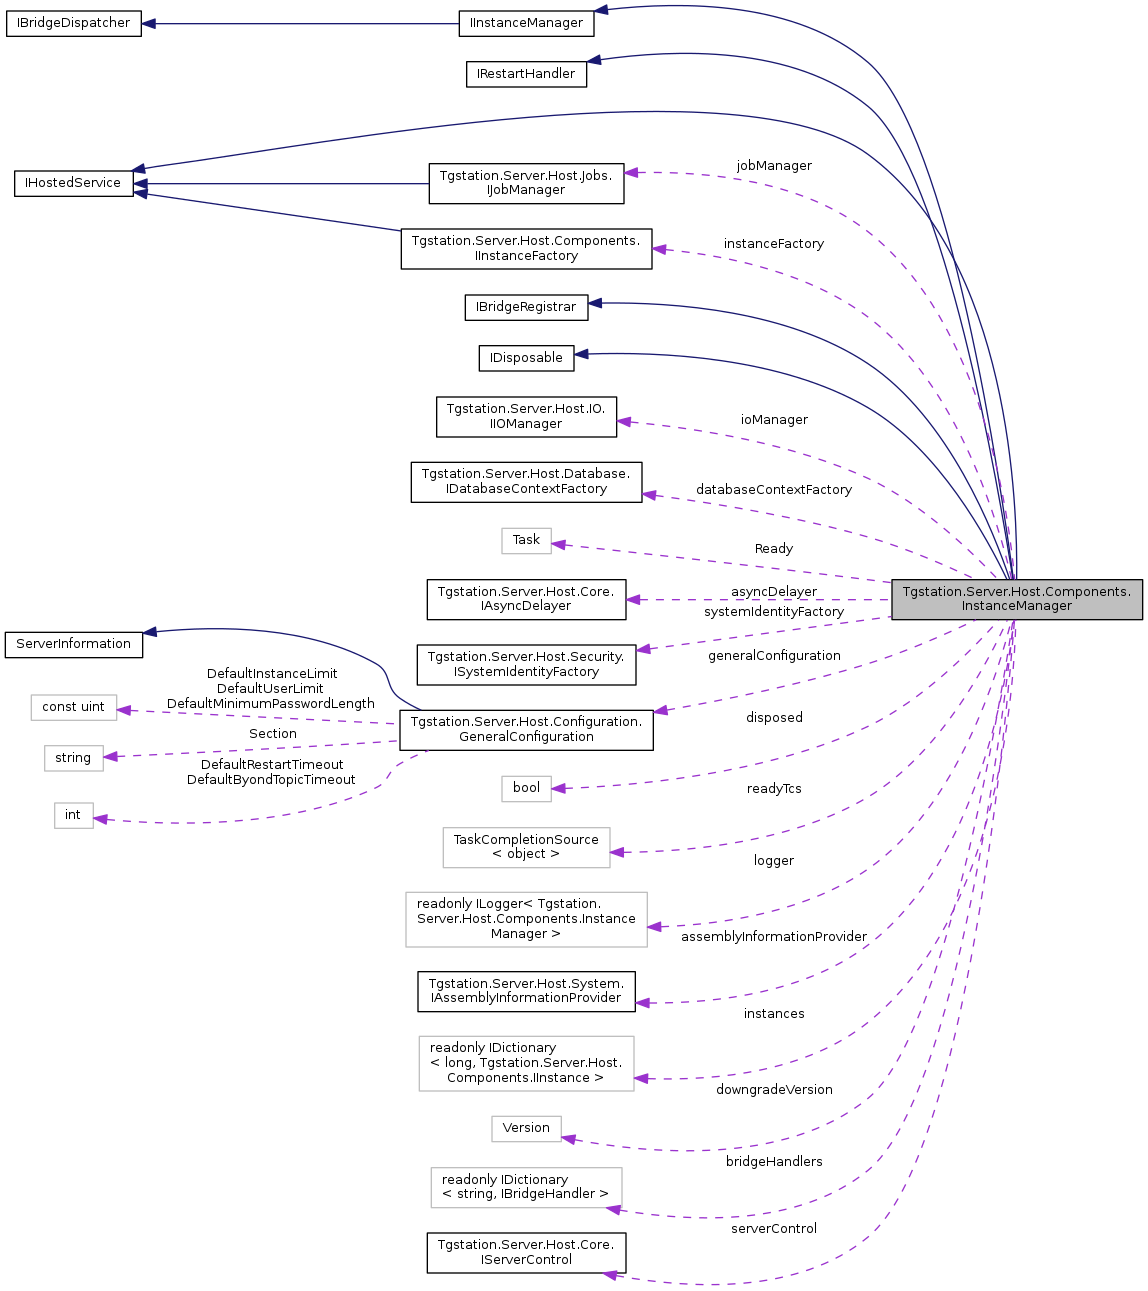 IBridgeDispatcher
IInstanceManager
IRestartHandler
IHostedService
Tgstation.Server.Host.Jobs.
IJobManager
jobManager
Tgstation.Server.Host.Components.
IInstanceFactory
instanceFactory
IBridgeRegistrar
IDisposable
Tgstation.Server.Host.IO.
IIOManager
ioManager
Tgstation.Server.Host.Database.
IDatabaseContextFactory
databaseContextFactory
Task
Ready
Tgstation.Server.Host.Components.
InstanceManager
Tgstation.Server.Host.Core.
IAsyncDelayer
asyncDelayer
systemIdentityFactory
Tgstation.Server.Host.Security.
ISystemIdentityFactory
generalConfiguration
ServerInformation
DefaultInstanceLimit
DefaultUserLimit
DefaultMinimumPasswordLength
const uint
Tgstation.Server.Host.Configuration.
GeneralConfiguration
disposed
Section
string
DefaultRestartTimeout
DefaultByondTopicTimeout
int
bool
readyTcs
TaskCompletionSource
< object >
logger
readonly ILogger< Tgstation.
Server.Host.Components.Instance
Manager >
assemblyInformationProvider
Tgstation.Server.Host.System.
IAssemblyInformationProvider
instances
readonly IDictionary
< long, Tgstation.Server.Host.
Components.IInstance >
downgradeVersion
Version
bridgeHandlers
readonly IDictionary
< string, IBridgeHandler >
serverControl
Tgstation.Server.Host.Core.
IServerControl